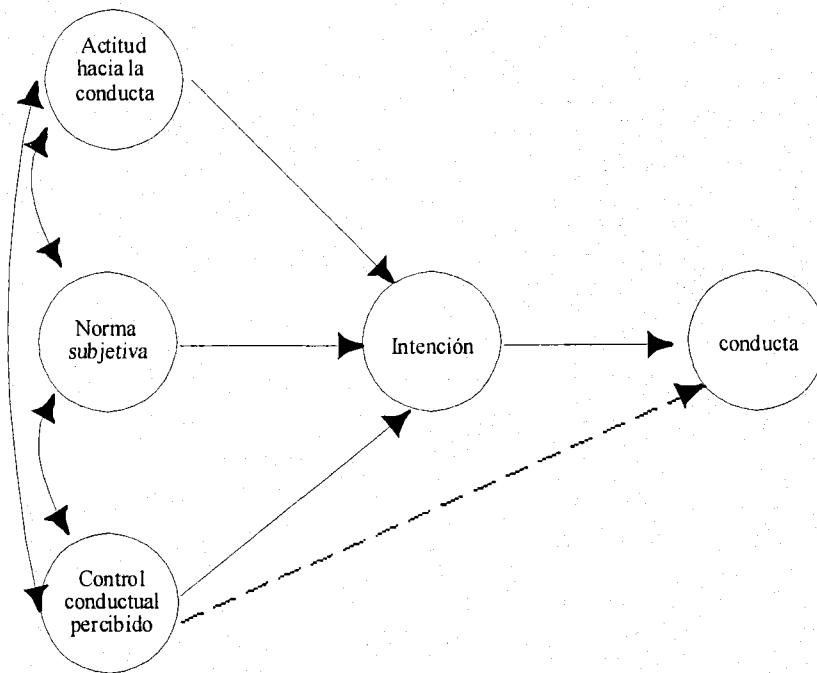 Actitud
hacia la
conducta
Norma
subjetiva
Intención
conducta
Control
conductual
percibido